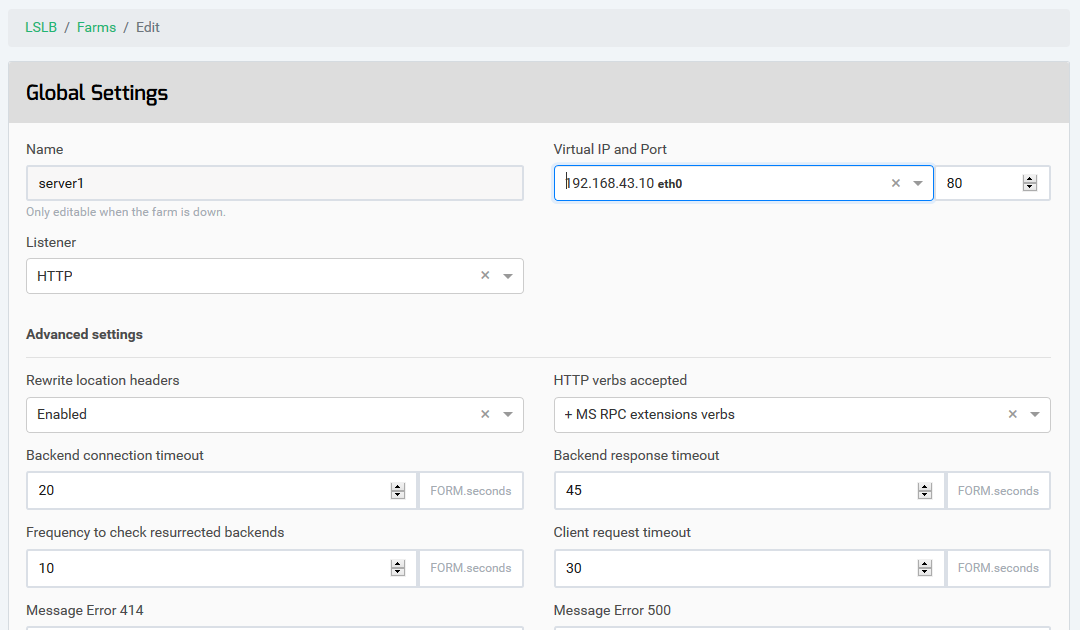 LSLB / Farms / Edit
Global Settings
Name
server1
Only editable when the farm is down.
Virtual IP and Port
192.168.43.10 eth0
80
Listener
HTTP
Advanced settings
Rewrite location headers
Enabled
HTTP verbs accepted
+ MS RPC extensions verbs
Backend connection timeout
20 FORM.seconds
Backend response timeout
45 FORM.seconds
Frequency to check resurrected backends
10 FORM.seconds
Client request timeout
30 FORM.seconds
Message Error 414
Message Error 500